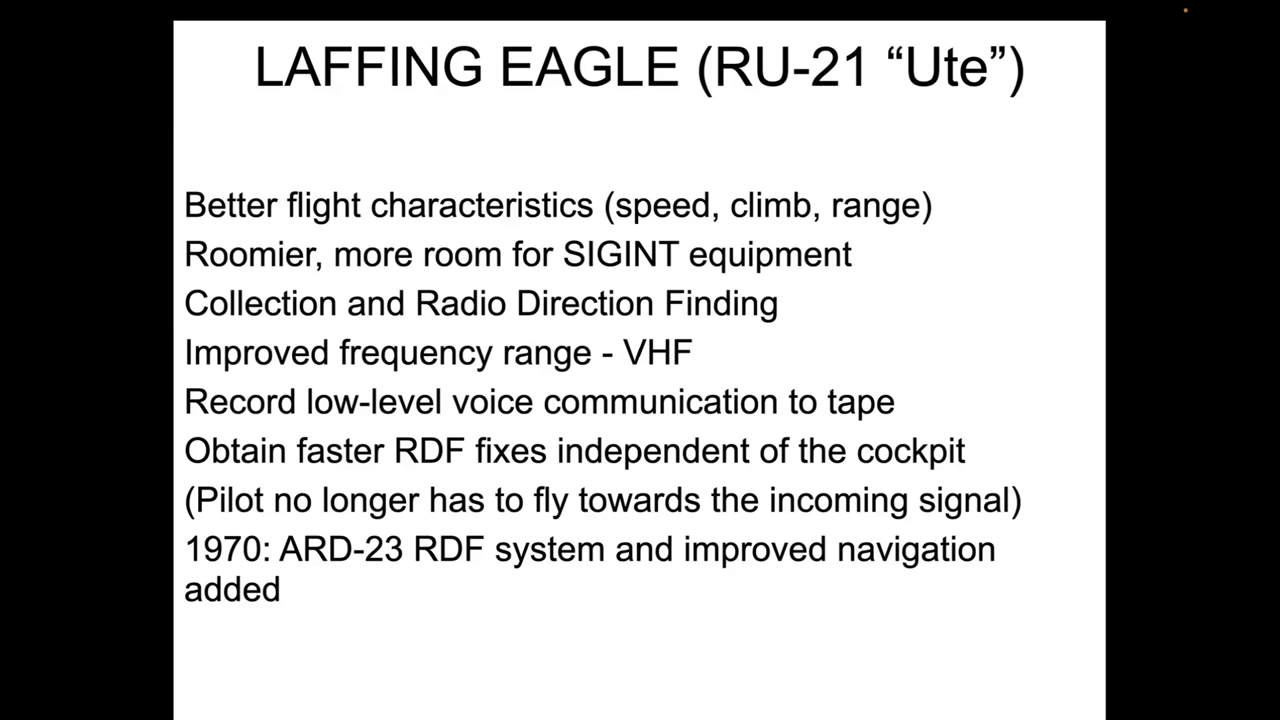 LAFFING EAGLE (RU-21 “Ute”)
Better flight characteristics (speed, climb, range)
Roomier, more room for SIGINT equipment
Collection and Radio Direction Finding
Improved frequency range - VHF
Record low-level voice communication to tape
Obtain faster RDF fixes independent of the cockpit
(Pilot no longer has to fly towards the incoming signal)
1970: ARD-23 RDF system and improved navigation
added